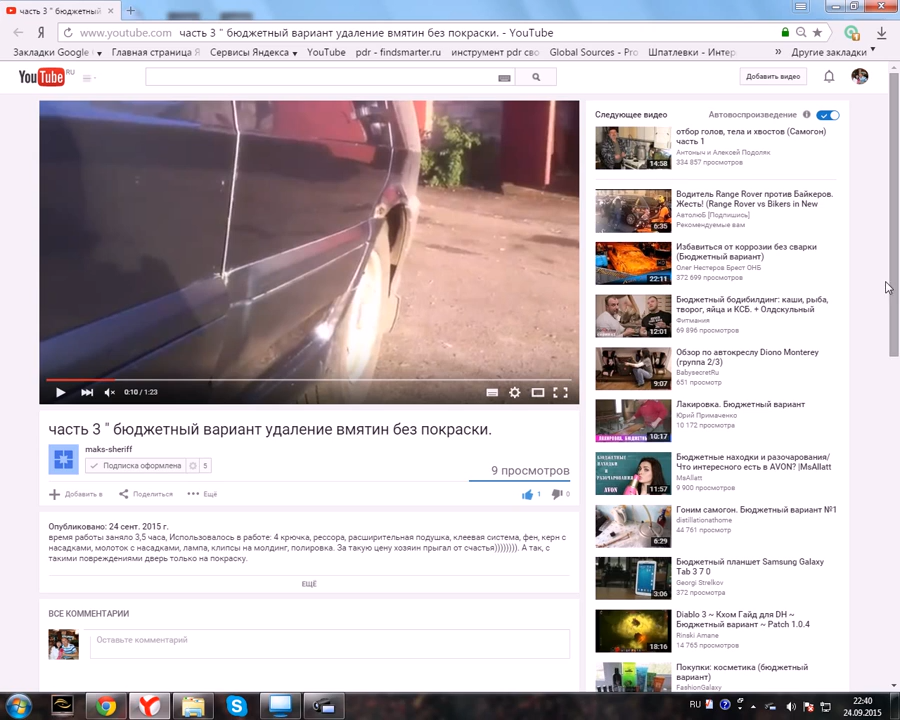 часть 3 " бюджетный
www.youtube.com часть 3 " бюджетный вариант удаление вмятин без покраски. - YouTube
Закладки Google
Главная страница Я
Сервисы Яндекса
YouTube
pdr - findsmarter.ru
инструмент pdr сво
Global Sources - Pro
Шпатлевки - Интер
» Другие закладки
YouTube RU
Добавить видео
0:10 / 1:23
часть 3 " бюджетный вариант удаление вмятин без покраски.
maks-sheriff
Подписка оформлена 5
9 просмотров
Добавить в Поделиться ••• Ещё
1 0
Опубликовано: 24 сент. 2015 г.
время работы заняло 3,5 часа, Использовалось в работе: 4 крючка, рессора, расширительная подушка, клеевая система, фен, керн с
насадками, молоток с насадками, лампа, клипсы на молдинг, полировка. За такую цену хозяин прыгал от счастья)))))))). А так, с
такими повреждениями дверь только на покраску.
ЕЩЁ
ВСЕ КОММЕНТАРИИ
Оставьте комментарий
Следующее видео Автовоспроизведение
отбор голов, тела и хвостов (Самогон)
часть 1
Антоныч и Алексей Подоляк
334 857 просмотров
14:58
Водитель Range Rover против Байкеров.
Жесть! (Range Rover vs Bikers in New
АвтолюБ [Подпишись]
Рекомендуемые вам
6:35
Избавиться от коррозии без сварки
(Бюджетный вариант)
Олег Нестеров Брест ОНБ
372 699 просмотров
22:11
Бюджетный бодибилдинг: каши, рыба,
творог, яйца и КСБ. + Олдскульный
Фитмания
69 896 просмотров
12:01
Обзор по автокреслу Diono Monterey
(группа 2/3)
BabysecretRu
651 просмотр
9:07
Лакировка. Бюджетный вариант
Юрий Примаченко
10 172 просмотра
10:17
Бюджетные находки и разочарования/
Что интересного есть в AVON? |MsAllatt
MsAllatt
9 900 просмотров
11:57
Гоним самогон. Бюджетный вариант №1
distillationathome
44 761 просмотр
6:29
Бюджетный планшет Samsung Galaxy
Tab 3 7 0
Georgi Strelkov
372 просмотра
3:06
Diablo 3 ~ Кхом Гайд для DH ~
Бюджетный вариант ~ Patch 1.0.4
Rinski Amane
14 765 просмотров
18:16
Покупки: косметика (бюджетный
вариант)
FashionGalaxy
RU
22:40
24.09.2015